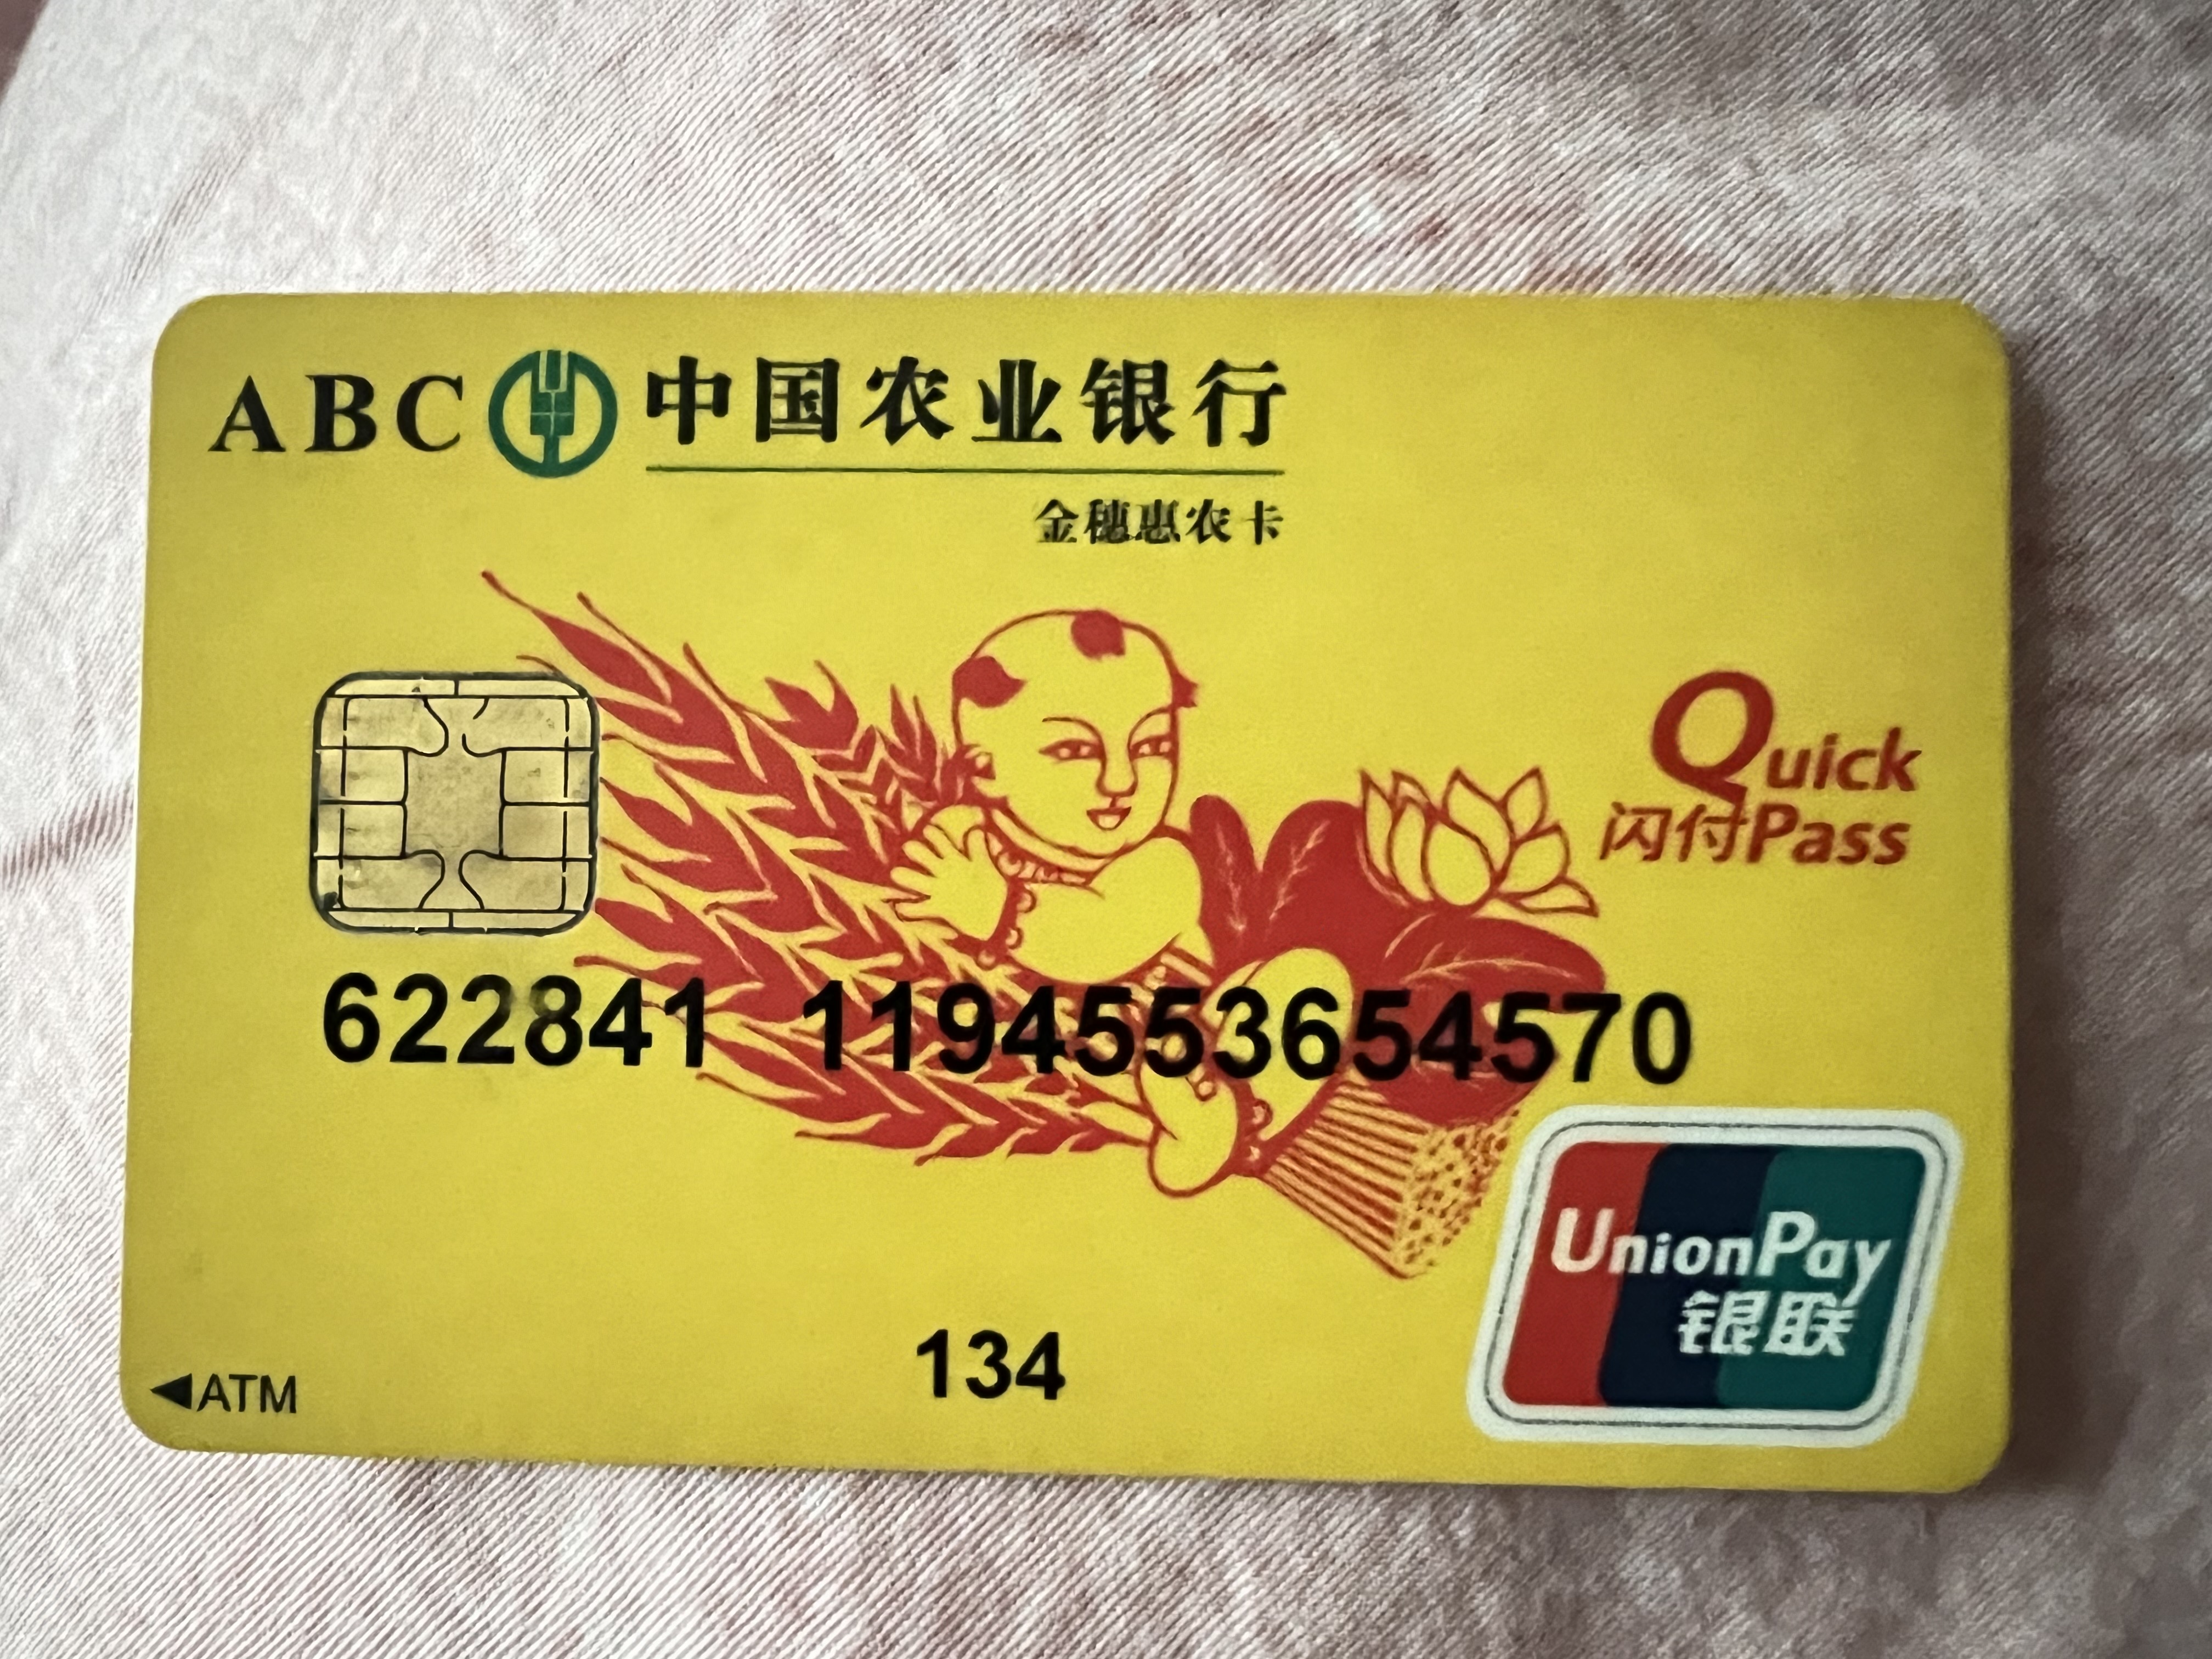 ABC 中国农业银行
金穗惠农卡
Quick
闪付Pass
622841 1194553654570
UnionPay
银联
134
ATM